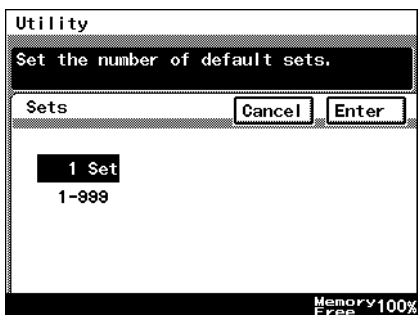 Utility
Set the number of default sets.
Sets
Cancel
Enter
1 Set
1-999
Memory
Free 100%